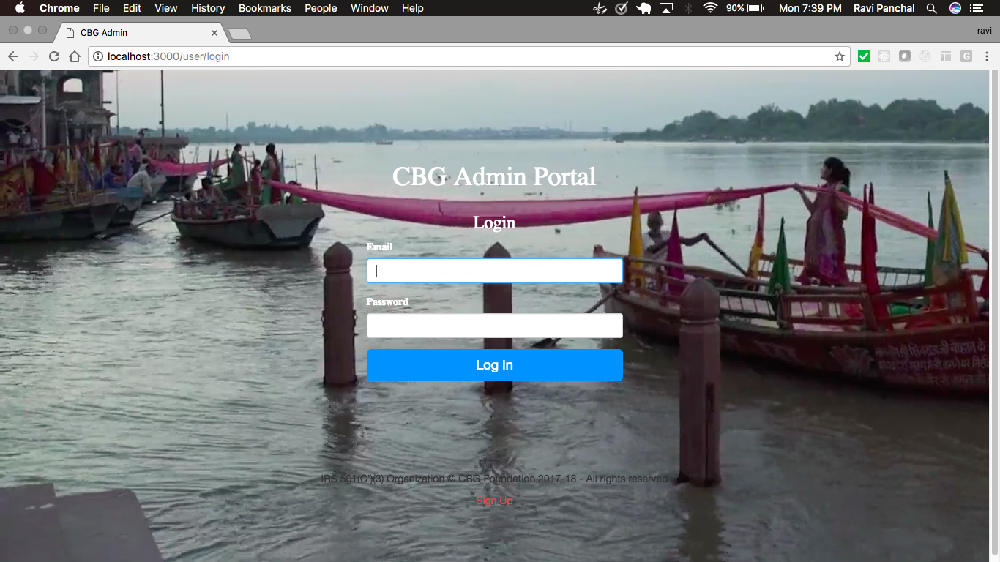 Chrome File Edit View History Bookmarks People Window Help 90% Mon 7:39 PM Ravi Panchal
CBG Admin
ravi
localhost:3000/user/login
G
CBG Admin Portal
Login
Email
Password
Log In
IRS 501(C')(3) Organization © CBG Foundation 2017-18 - All rights reserved
Sign Up